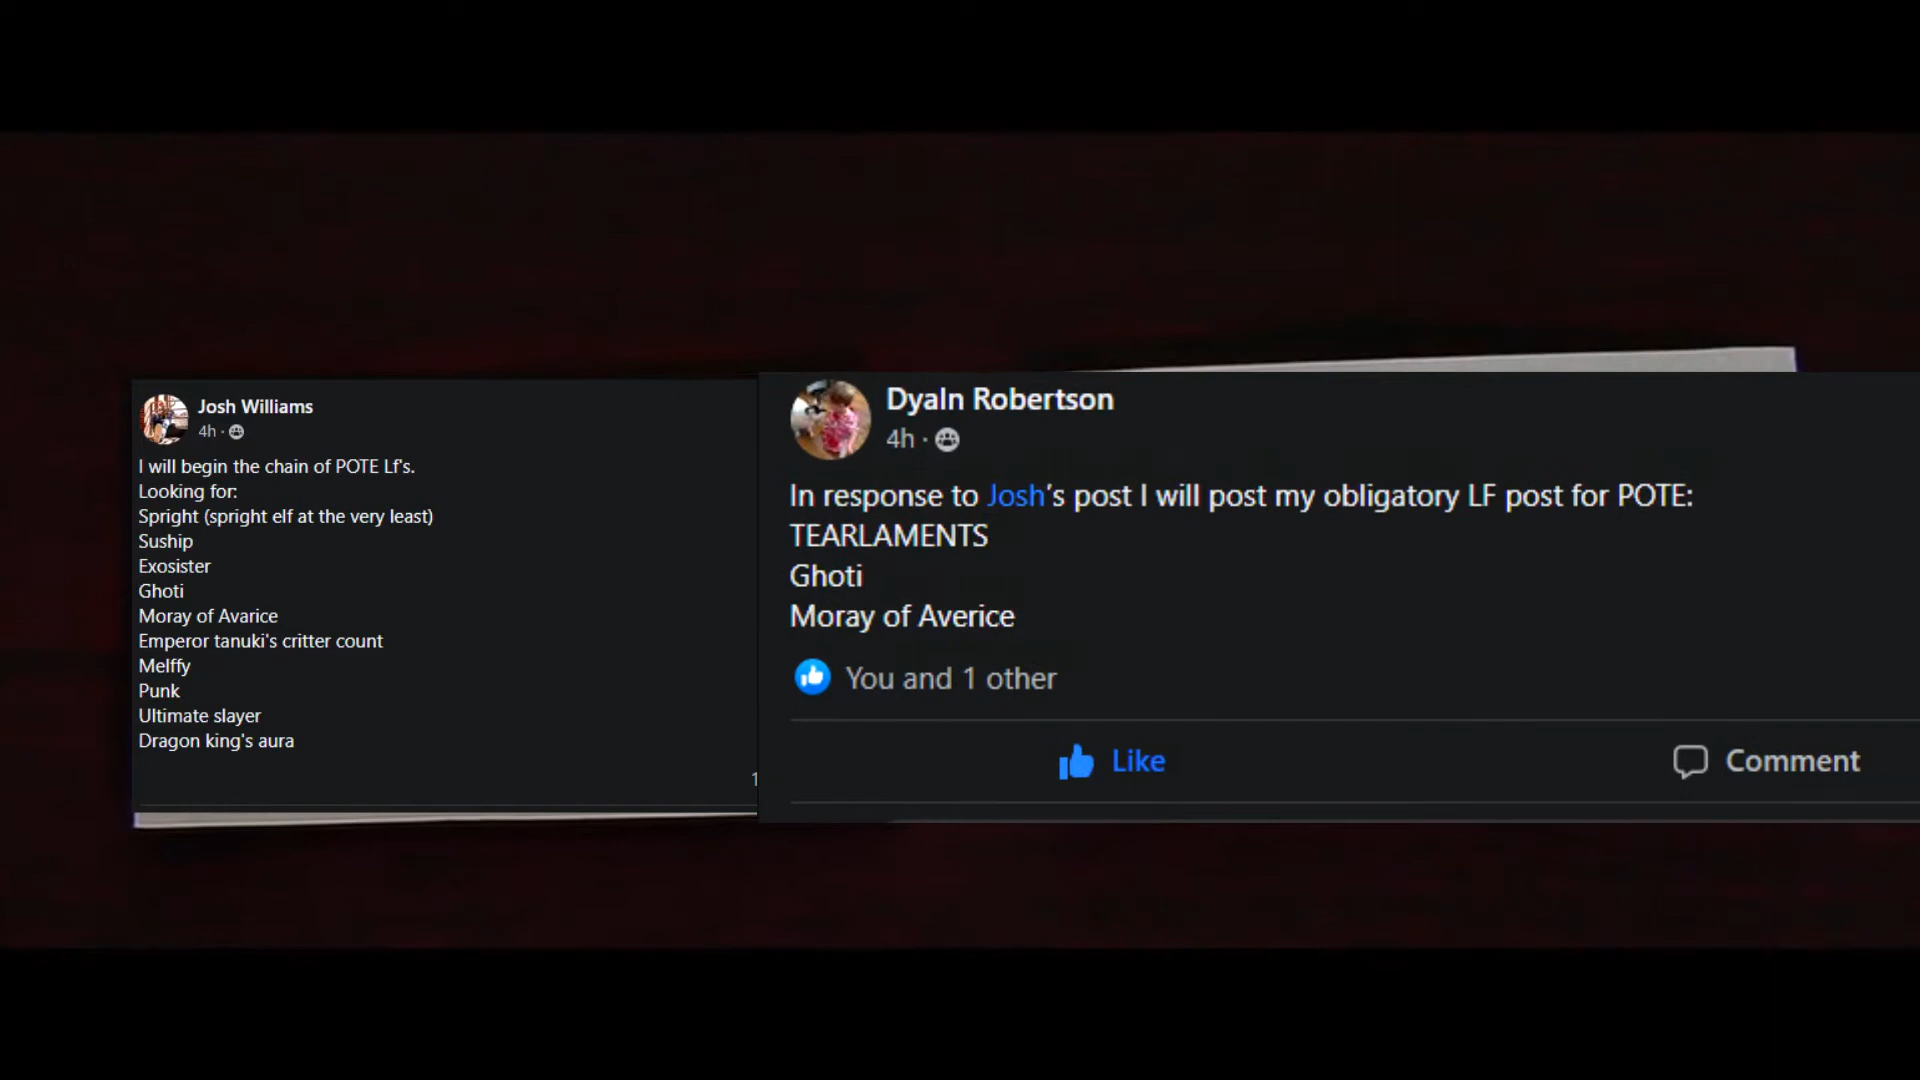 Josh Williams
4h ·
I will begin the chain of POTE Lf's.
Looking for:
Spright (spright elf at the very least)
Suship
Exosister
Ghoti
Moray of Avarice
Emperor tanuki's critter count
Melffy
Punk
Ultimate slayer
Dragon king's aura
1
Dyaln Robertson
4h ·
In response to Josh's post I will post my obligatory LF post for POTE:
TEARLAMENTS
Ghoti
Moray of Averice
You and 1 other
Like
Comment